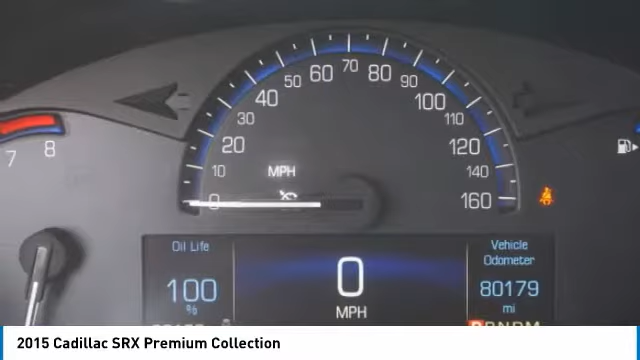 60 70 80
50 90
40 100
30 110
20 120
10 MPH 140
0 160
7 8
Oil Life
100
%
0
MPH
Vehicle
Odometer
80179
mi
2015 Cadillac SRX Premium Collection